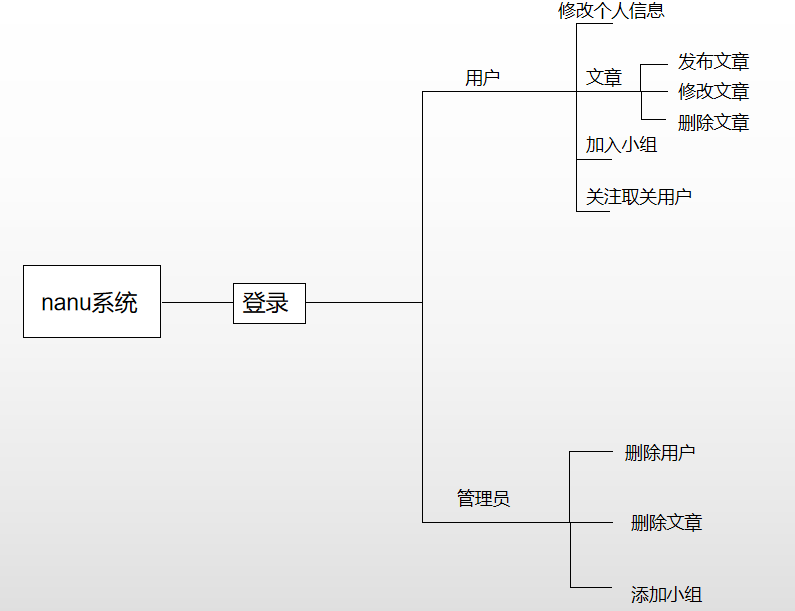 修改个人信息
用户
文章
发布文章
修改文章
删除文章
加入小组
关注取关用户
nanu系统
登录
管理员
删除用户
删除文章
添加小组